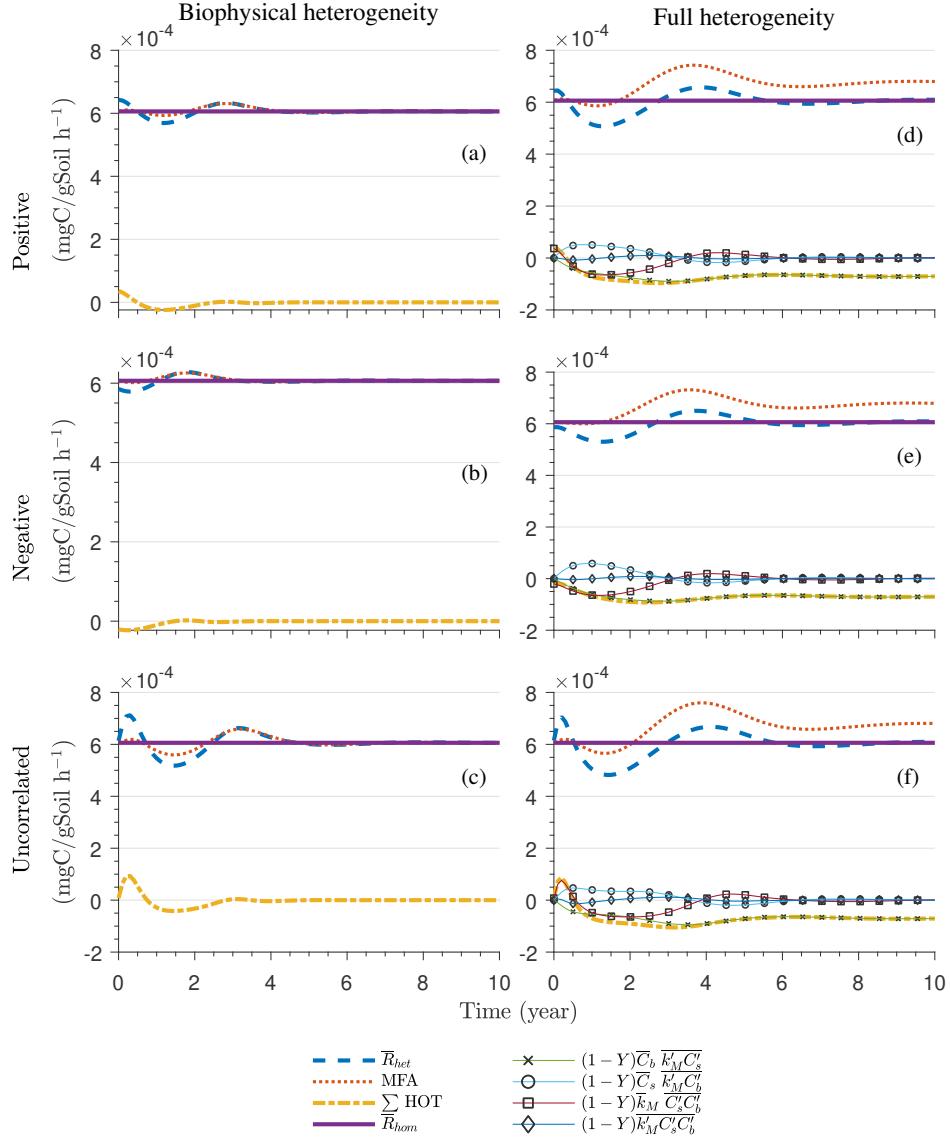 Biophysical heterogeneity
Full heterogeneity
×10⁻⁴
8
6
4
2
0
(a)
Positive
(mgC/gSoil h⁻¹)
×10⁻⁴
8
6
4
2
0
-2
(d)
×10⁻⁴
6
4
2
0
(b)
Negative
(mgC/gSoil h⁻¹)
×10⁻⁴
8
6
4
2
0
-2
(e)
×10⁻⁴
8
6
4
2
0
-2
(c)
Uncorrelated
(mgC/gSoil h⁻¹)
0 2 4 6 8 10
×10⁻⁴
8
6
4
2
0
-2
(f)
0 2 4 6 8 10
Time (year)
R̅_het
MFA
∑ HOT
R̅_hom
(1 − Y)C̅_b \overline{k′_M C′_s}
(1 − Y)C̅_s \overline{k′_M C′_b}
(1 − Y)k̅_M \overline{C′_s C′_b}
(1 − Y)\overline{k′_M C′_s C′_b}